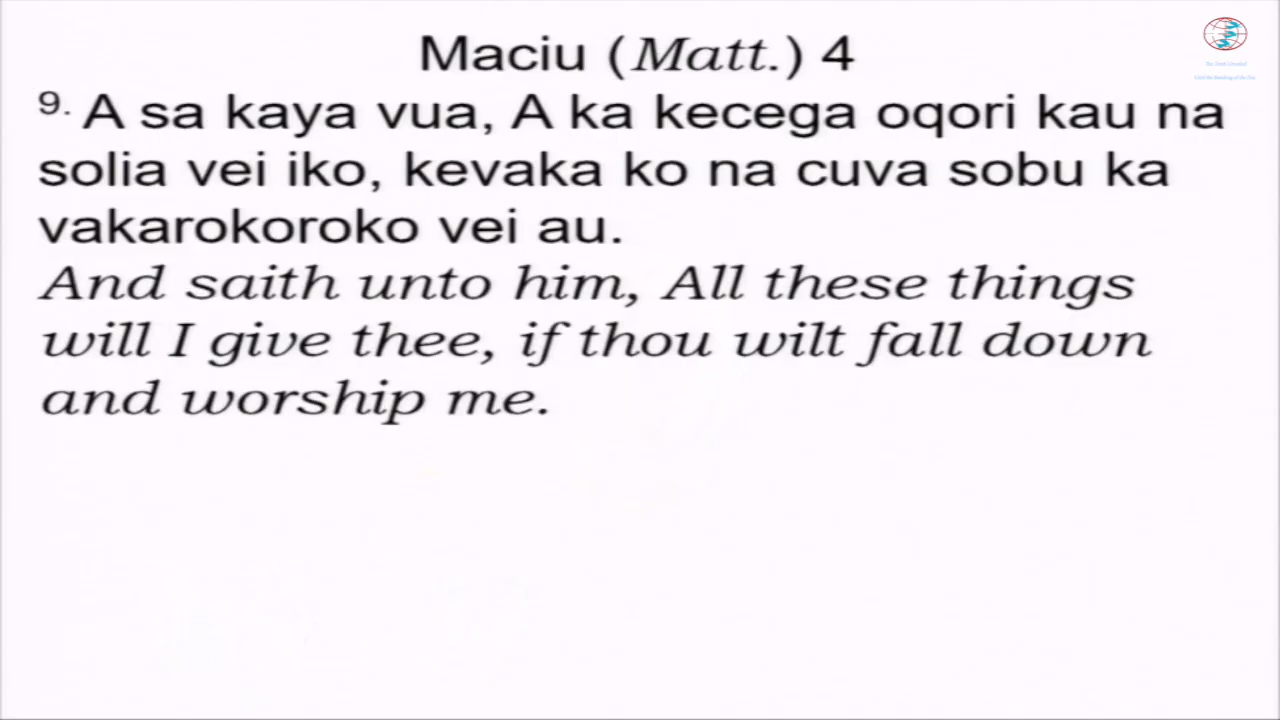 Maciu (Matt.) 4
9. A sa kaya vua, A ka kecega oqori kau na
solia vei iko, kevaka ko na cuva sobu ka
vakarokoroko vei au.
And saith unto him, All these things
will I give thee, if thou wilt fall down
and worship me.